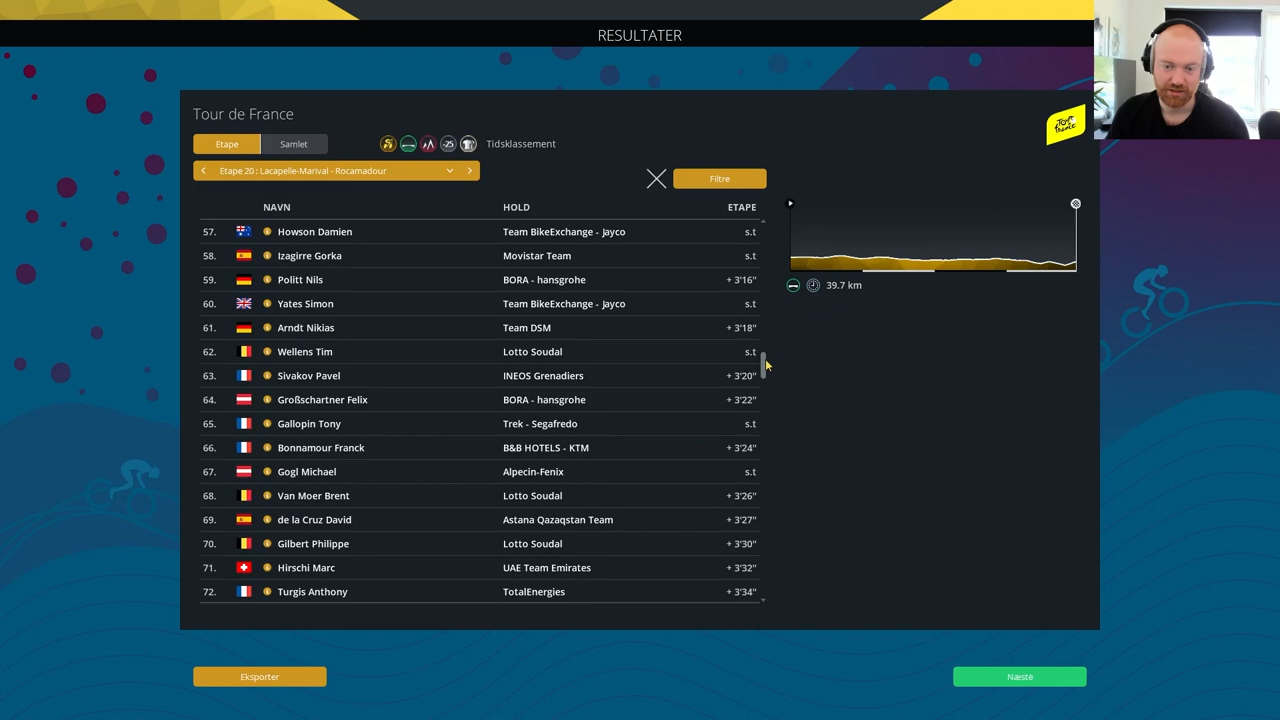 RESULTATER
Tour de France
Etape Samlet -25 Tidsklassement
Etape 20 : Lacapelle-Marival - Rocamadour
Filtre
NAVN HOLD ETAPE
57. Howson Damien Team BikeExchange - Jayco s.t
58. Izagirre Gorka Movistar Team s.t
59. Politt Nils BORA - hansgrohe + 3'16"
60. Yates Simon Team BikeExchange - Jayco s.t
61. Arndt Nikias Team DSM + 3'18"
62. Wellens Tim Lotto Soudal s.t
63. Sivakov Pavel INEOS Grenadiers + 3'20"
64. Großschartner Felix BORA - hansgrohe + 3'22"
65. Gallopin Tony Trek - Segafredo s.t
66. Bonnamour Franck B&B HOTELS - KTM + 3'24"
67. Gogl Michael Alpecin-Fenix s.t
68. Van Moer Brent Lotto Soudal + 3'26"
69. de la Cruz David Astana Qazaqstan Team + 3'27"
70. Gilbert Philippe Lotto Soudal + 3'30"
71. Hirschi Marc UAE Team Emirates + 3'32"
72. Turgis Anthony TotalEnergies + 3'34"
Tour de France
39.7 km
Eksporter
Næste